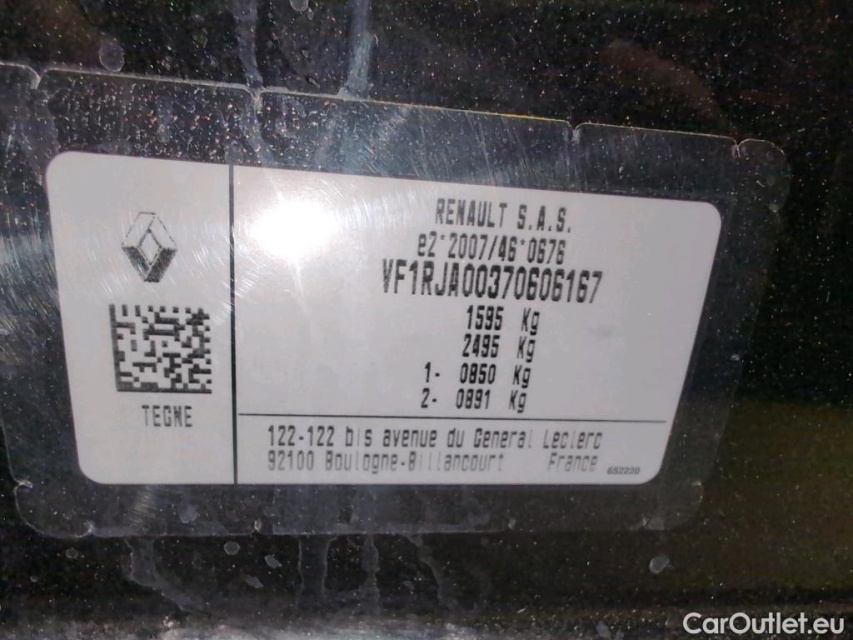 RENAULT S.A.S.
e2*2007/46*0676
VF1RJA00370606167
1595 Kg
2495 Kg
1- 0850 Kg
2- 0891 Kg
TEGNE
122-122 bis avenue du General Leclerc
92100 Boulogne-Billancourt France
652220
CarOutlet.eu